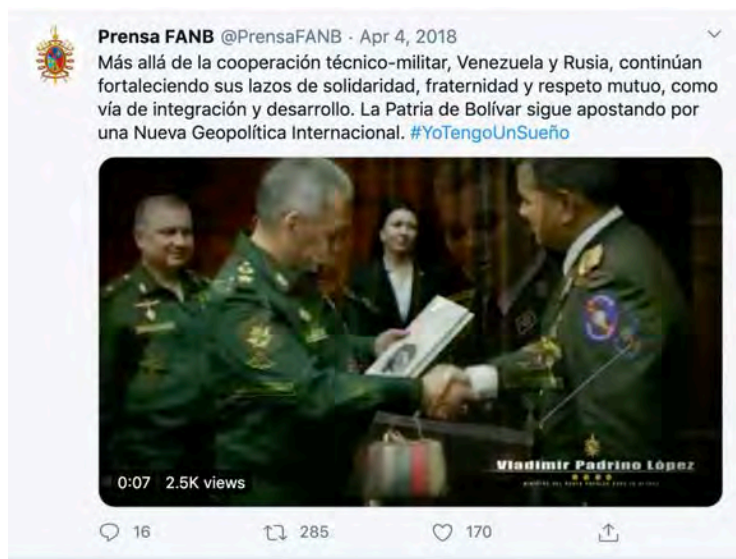 Prensa FANB @PrensaFANB · Apr 4, 2018
Más allá de la cooperación técnico-militar, Venezuela y Rusia, continúan
fortaleciendo sus lazos de solidaridad, fraternidad y respeto mutuo, como
vía de integración y desarrollo. La Patria de Bolívar sigue apostando por
una Nueva Geopolítica Internacional. #YoTengoUnSueño
Vladimir Padrino López
0:07 2.5K views
16 285 170